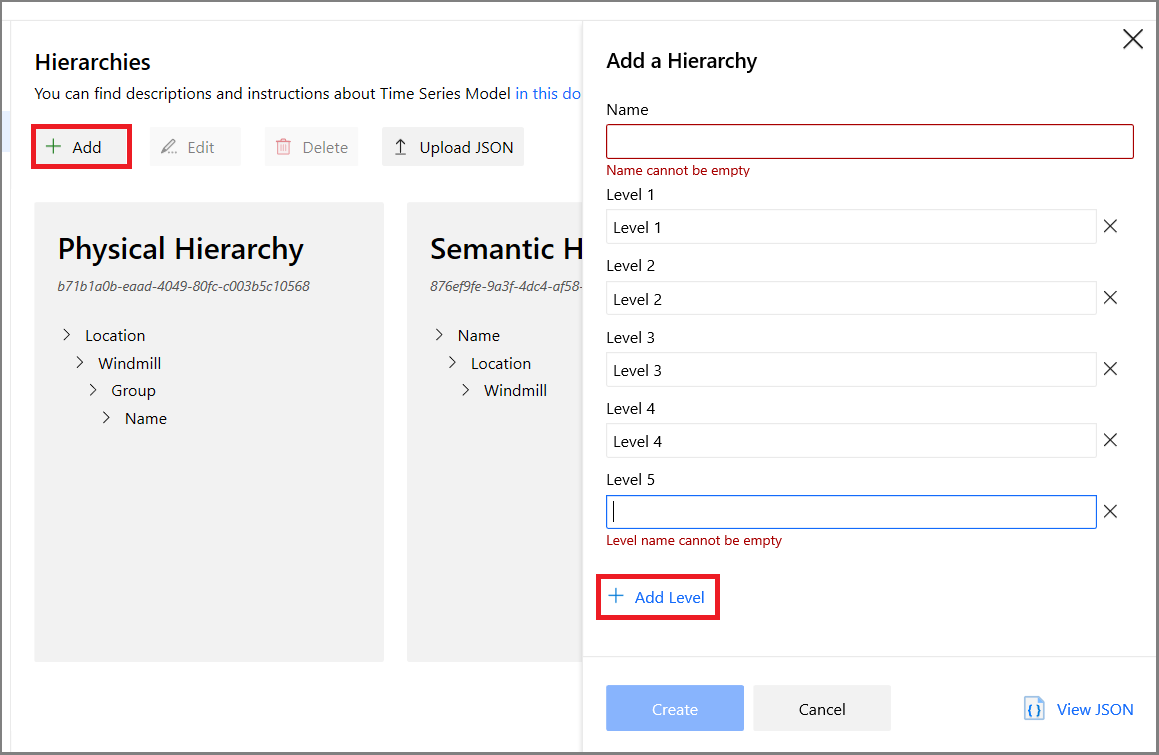 Hierarchies
You can find descriptions and instructions about Time Series Model in this do
Add
Edit
Delete
Upload JSON
Physical Hierarchy
b71b1a0b-eaad-4049-80fc-c003b5c10568
Location
Windmill
Group
Name
Semantic H
876ef9fe-9a3f-4dc4-af58-
Name
Location
Windmill
Add a Hierarchy
Name
Name cannot be empty
Level 1
Level 1
Level 2
Level 2
Level 3
Level 3
Level 4
Level 4
Level 5
Level name cannot be empty
Add Level
Create
Cancel
{} View JSON